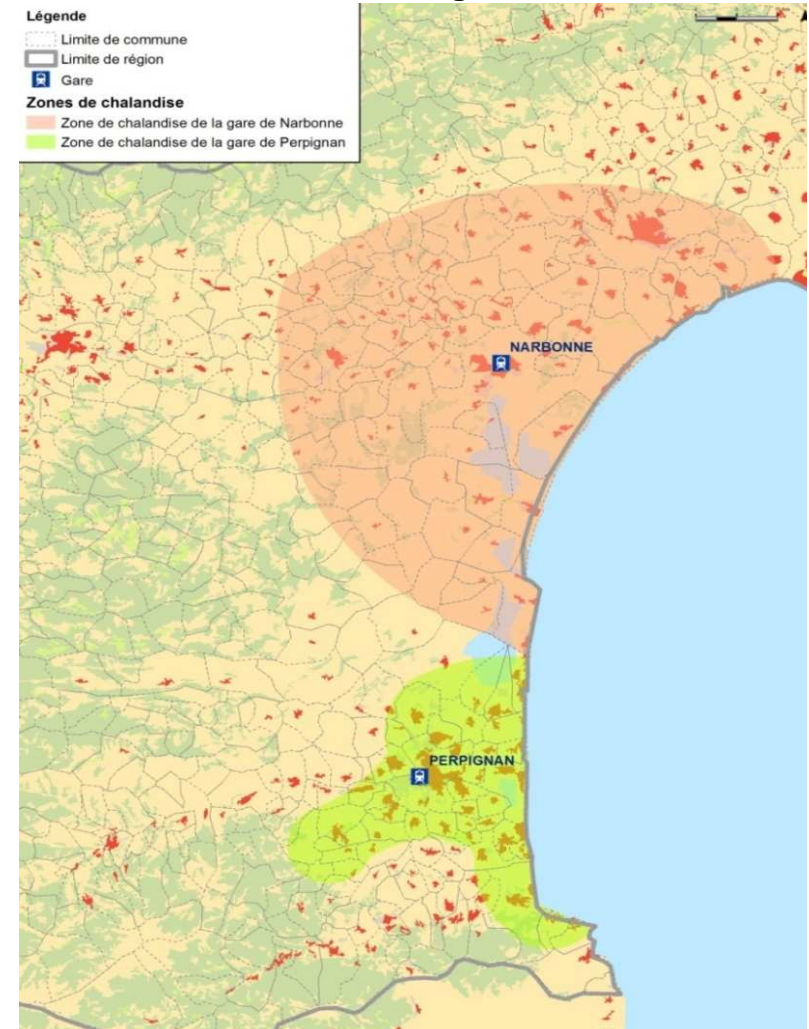 Légende
Limite de commune
Limite de région
Gare
Zones de chalandise
Zone de chalandise de la gare de Narbonne
Zone de chalandise de la gare de Perpignan
NARBONNE
PERPIGNAN